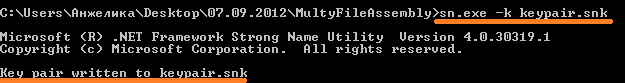 C:\Users\Анжелика\Desktop\07.09.2012\MultyFileAssembly>sn.exe -k keypair.snk
Microsoft (R) .NET Framework Strong Name Utility  Version 4.0.30319.1
Copyright (c) Microsoft Corporation.  All rights reserved.
Key pair written to keypair.snk